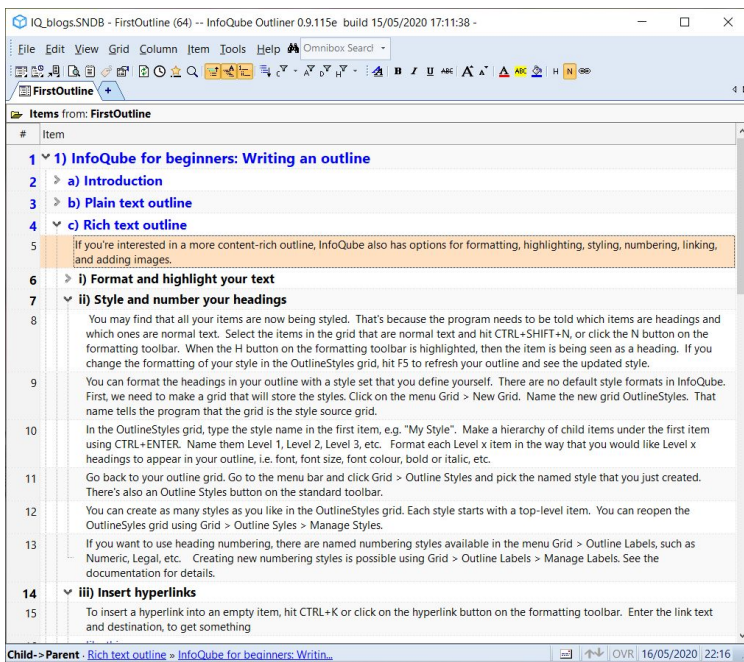 IQ_blogs.SNDB - FirstOutline (64) -- InfoQube Outliner 0.9.115e build 15/05/2020 17:11:38 -
File Edit View Grid Column Item Tools Help Omnibox Search
B I U ABC A A A ABC H N
FirstOutline +
Items from: FirstOutline
# Item
1 1) InfoQube for beginners: Writing an outline
2 a) Introduction
3 b) Plain text outline
4 c) Rich text outline
5 If you're interested in a more content-rich outline, InfoQube also has options for formatting, highlighting, styling, numbering, linking,
and adding images.
6 i) Format and highlight your text
7 ii) Style and number your headings
8 You may find that all your items are now being styled. That's because the program needs to be told which items are headings and
which ones are normal text. Select the items in the grid that are normal text and hit CTRL+SHIFT+N, or click the N button on the
formatting toolbar. When the H button on the formatting toolbar is highlighted, then the item is being seen as a heading. If you
change the formatting of your style in the OutlineStyles grid, hit F5 to refresh your outline and see the updated style.
9 You can format the headings in your outline with a style set that you define yourself. There are no default style formats in InfoQube.
First, we need to make a grid that will store the styles. Click on the menu Grid > New Grid. Name the new grid OutlineStyles. That
name tells the program that the grid is the style source grid.
10 In the OutlineStyles grid, type the style name in the first item, e.g. "My Style". Make a hierarchy of child items under the first item
using CTRL+ENTER. Name them Level 1, Level 2, Level 3, etc. Format each Level x item in the way that you would like Level x
headings to appear in your outline, i.e. font, font size, font colour, bold or italic, etc.
11 Go back to your outline grid. Go to the menu bar and click Grid > Outline Styles and pick the named style that you just created.
There's also an Outline Styles button on the standard toolbar.
12 You can create as many styles as you like in the OutlineStyles grid. Each style starts with a top-level item. You can reopen the
OutlineSyles grid using Grid > Outline Syles > Manage Styles.
13 If you want to use heading numbering, there are named numbering styles available in the menu Grid > Outline Labels, such as
Numeric, Legal, etc. Creating new numbering styles is possible using Grid > Outline Labels > Manage Labels. See the
documentation for details.
14 iii) Insert hyperlinks
15 To insert a hyperlink into an empty item, hit CTRL+K or click on the hyperlink button on the formatting toolbar. Enter the link text
and destination, to get something
Child->Parent · Rich text outline » InfoQube for beginners: Writin... OVR 16/05/2020 22:16